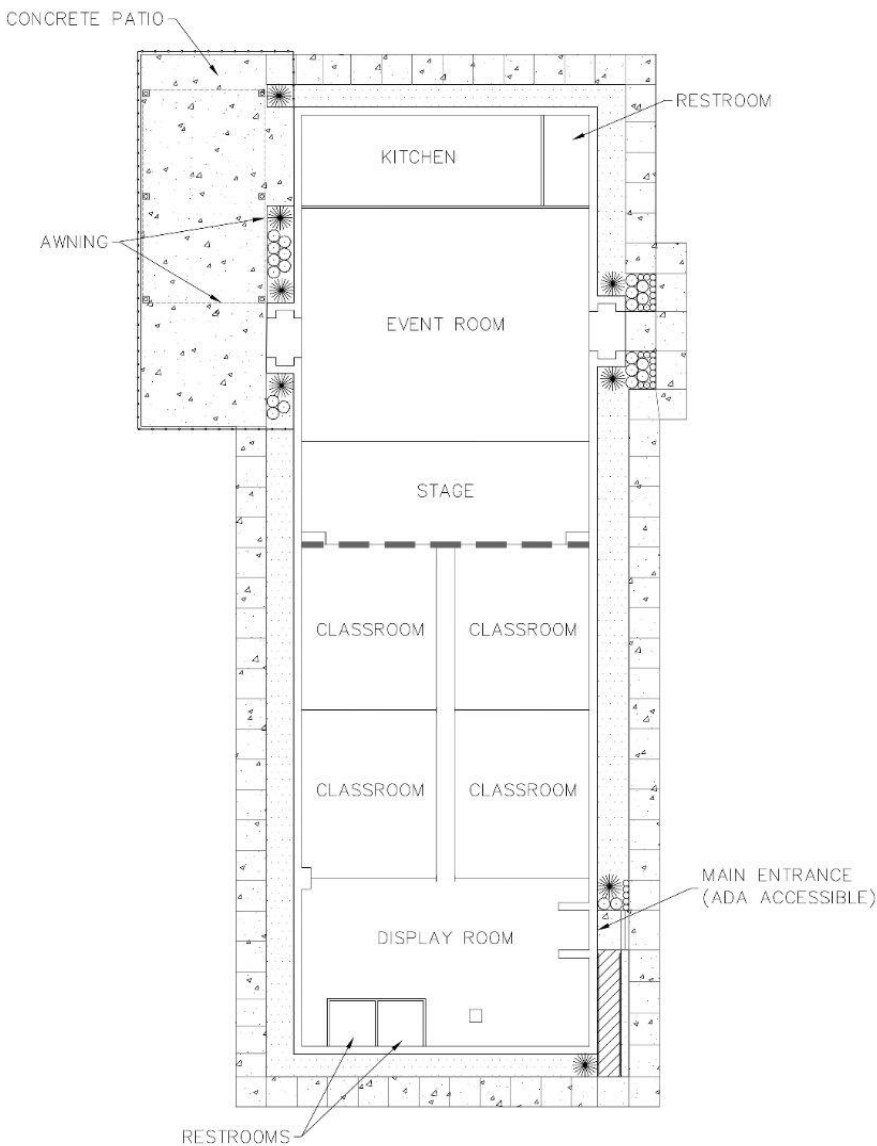 CONCRETE PATIO
RESTROOM
KITCHEN
AWNING
EVENT ROOM
STAGE
CLASSROOM
CLASSROOM
CLASSROOM
CLASSROOM
MAIN ENTRANCE
(ADA ACCESSIBLE)
DISPLAY ROOM
RESTROOMS